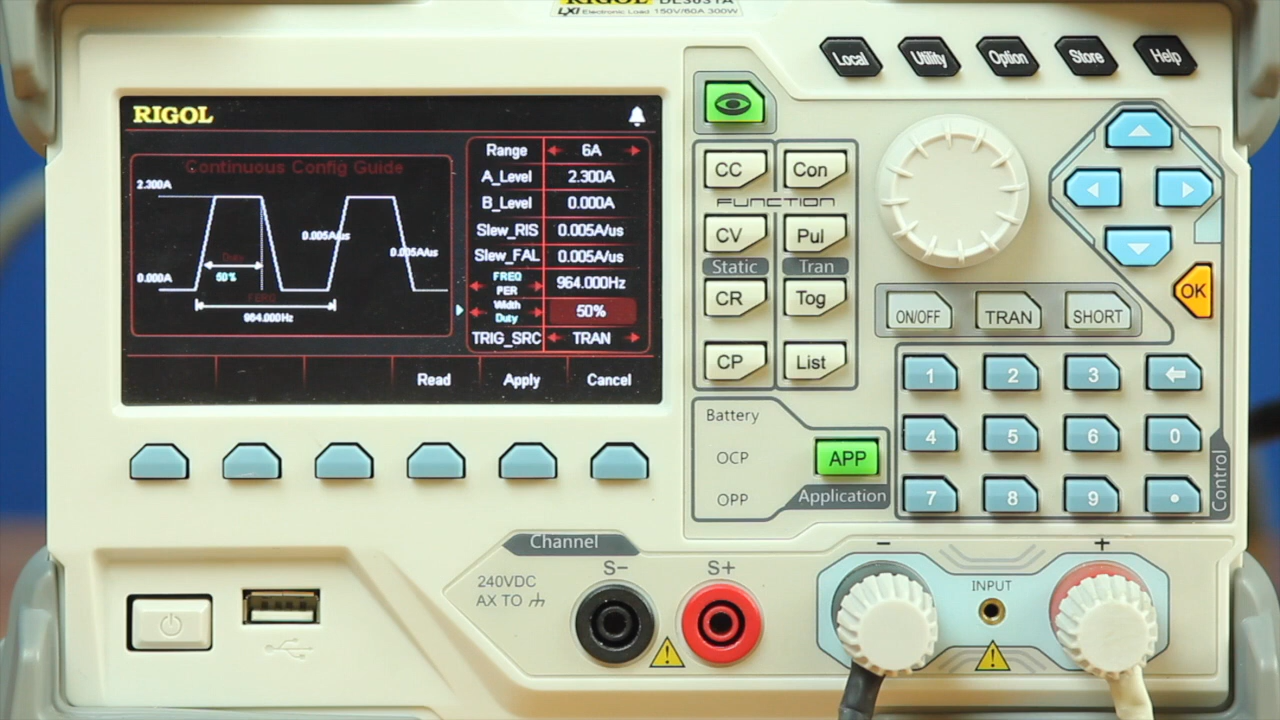 RIGOL DL3031A
LXI Electronic Load 150V/60A 300W
Local Utility Option Store Help
RIGOL
Continuous Config Guide
2.300A
0.005A/us
0.005A/us
Duty
50%
0.000A
964.000Hz
Range 6A
A_Level 2.300A
B_Level 0.000A
Slew_RIS 0.005A/us
Slew_FAL 0.005A/us
FREQ
PER
964.000Hz
Width
Duty
50%
TRIG_SRC TRAN
Read Apply Cancel
CC Con
FUNCTION
CV Pul
Static Tran
CR Tog
CP List
Battery
OCP
OPP
APP
Application
OK
ON/OFF TRAN SHORT
1 2 3
4 5 6 0
7 8 9 •
Control
Channel
240VDC
AX TO
S- S+
- +
INPUT